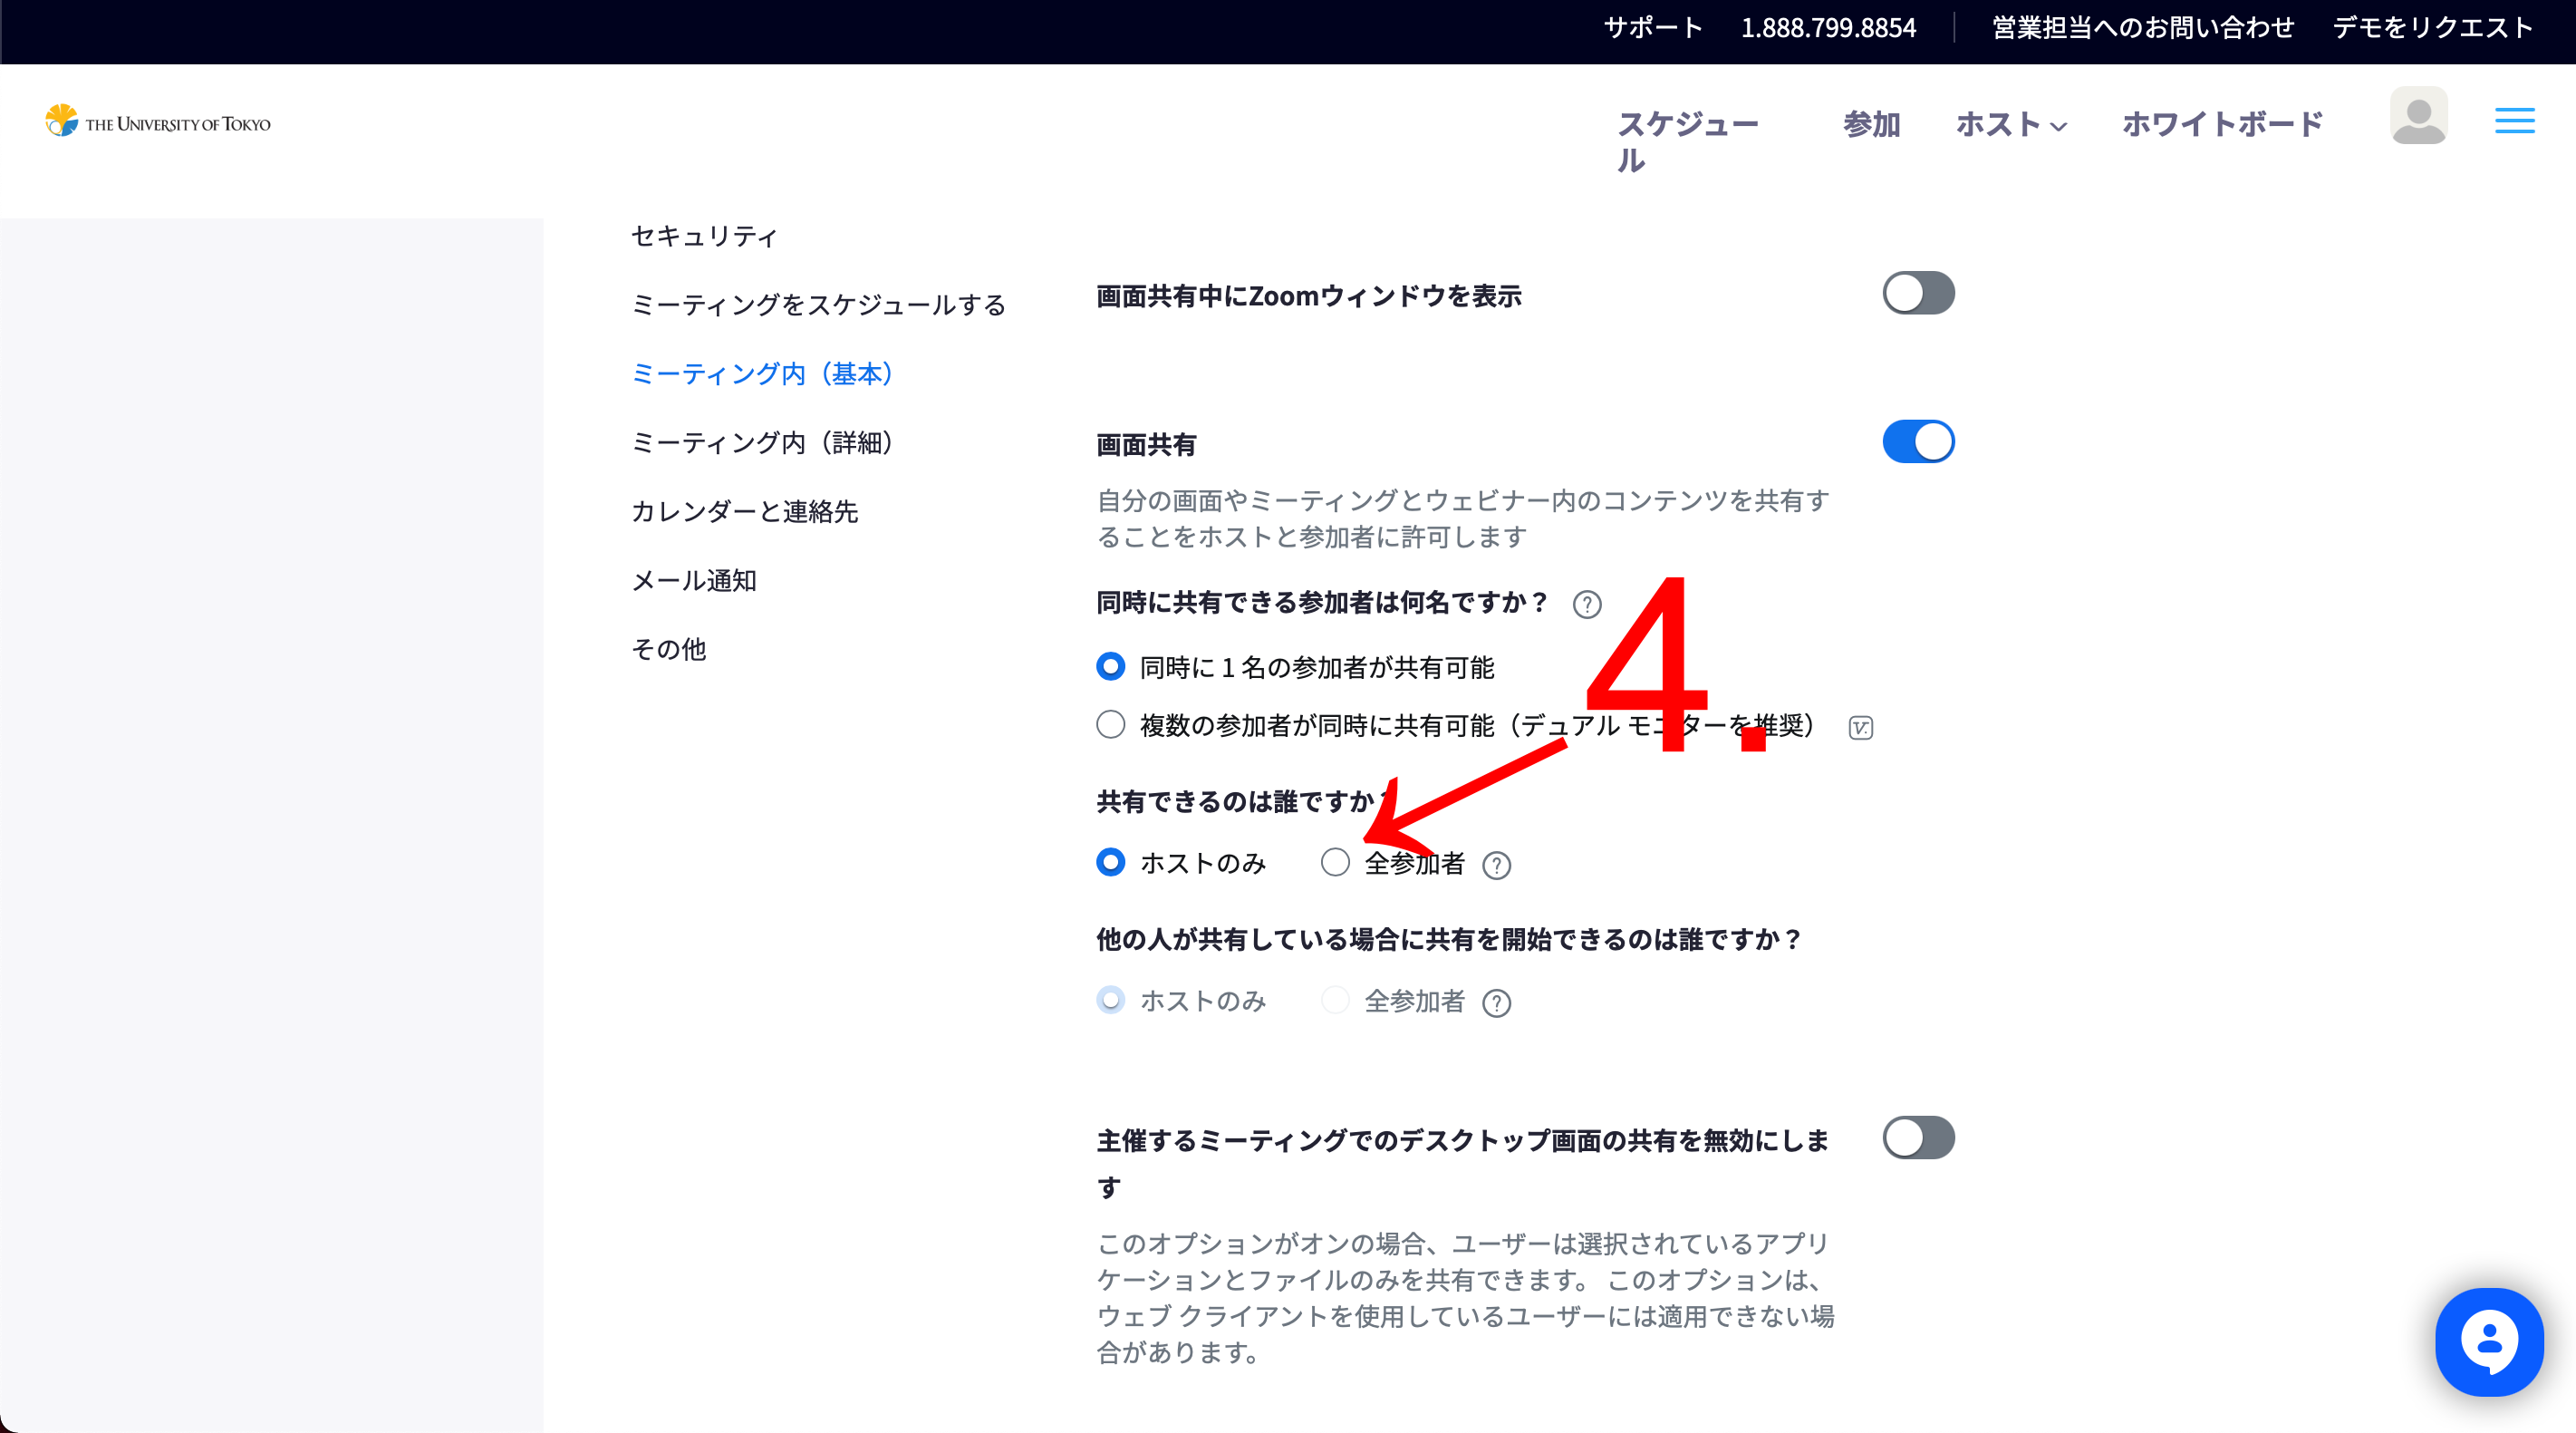 サポート 1.888.799.8854 営業担当へのお問い合わせ デモをリクエスト
THE UNIVERSITY OF TOKYO
スケジュー
ル
参加
ホスト
ホワイトボード
セキュリティ
ミーティングをスケジュールする
ミーティング内（基本）
ミーティング内（詳細）
カレンダーと連絡先
メール通知
その他
画面共有中にZoomウィンドウを表示
画面共有
自分の画面やミーティングとウェビナー内のコンテンツを共有す
ることをホストと参加者に許可します
同時に共有できる参加者は何名ですか？
同時に 1 名の参加者が共有可能
複数の参加者が同時に共有可能（デュアル モニターを推奨）
4.
共有できるのは誰ですか？
ホストのみ 全参加者
他の人が共有している場合に共有を開始できるのは誰ですか？
ホストのみ 全参加者
主催するミーティングでのデスクトップ画面の共有を無効にしま
す
このオプションがオンの場合、ユーザーは選択されているアプリ
ケーションとファイルのみを共有できます。 このオプションは、
ウェブ クライアントを使用しているユーザーには適用できない場
合があります。